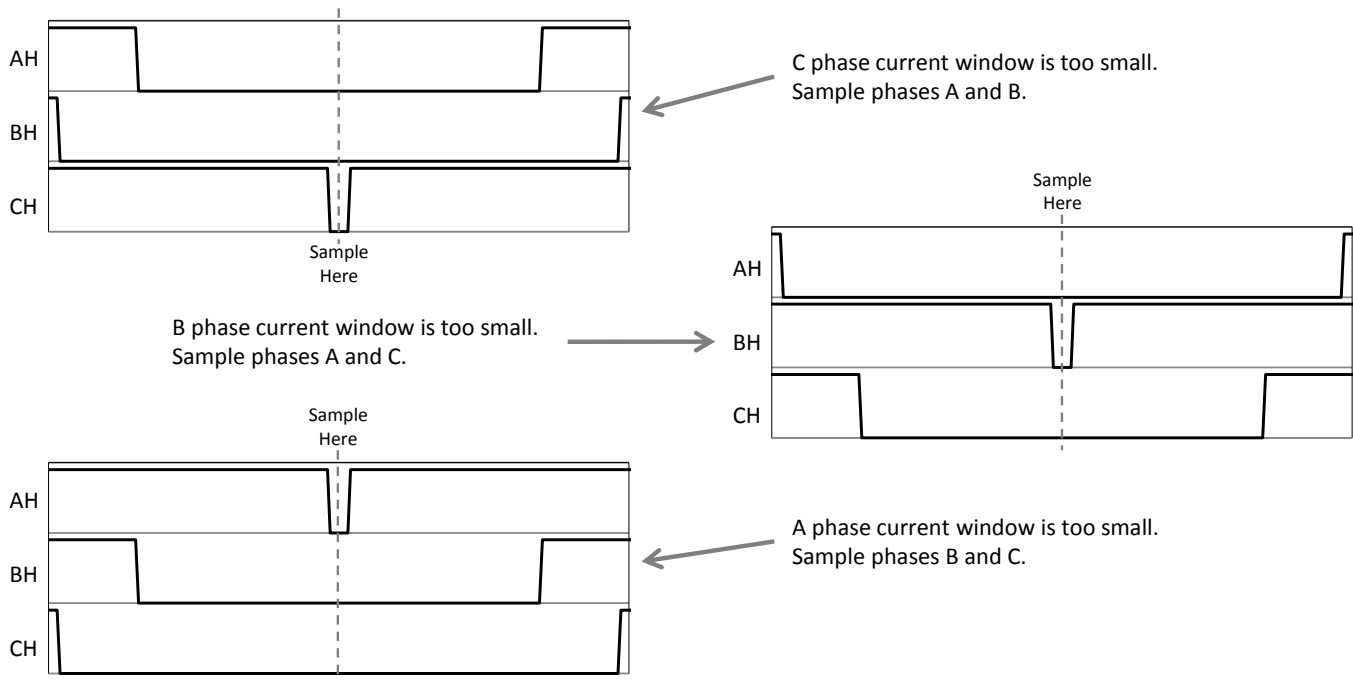 AH
BH
CH
Sample
Here
C phase current window is too small.
Sample phases A and B.
Sample
Here
AH
BH
CH
B phase current window is too small.
Sample phases A and C.
Sample
Here
AH
BH
CH
A phase current window is too small.
Sample phases B and C.